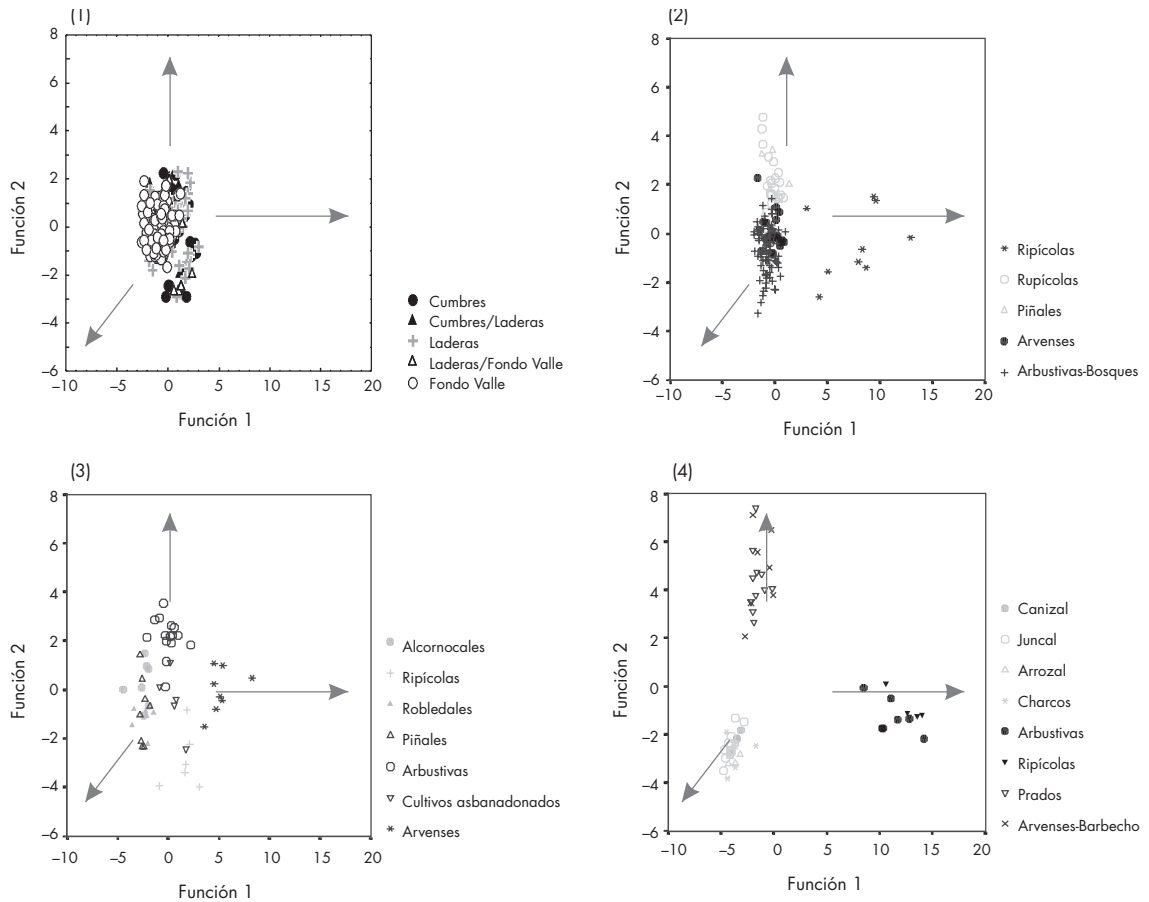 (1)
8
6
4
2
0
−2
−4
−6
Función 2
−10 −5 0 5 10 15 20
Función 1
Cumbres
Cumbres/Laderas
Laderas
Laderas/Fondo Valle
Fondo Valle
(2)
8
6
4
2
0
−2
−4
−6
Función 2
−10 −5 0 5 10 15 20
Función 1
Ripícolas
Rupícolas
Piñales
Arvenses
Arbustivas-Bosques
(3)
8
6
4
2
0
−2
−4
−6
Función 2
−10 −5 0 5 10 15 20
Función 1
Alcornocales
Ripícolas
Robledales
Piñales
Arbustivas
Cultivos asbanadonados
Arvenses
(4)
8
6
4
2
0
−2
−4
−6
Función 2
−10 −5 0 5 10 15 20
Función 1
Canizal
Juncal
Arrozal
Charcos
Arbustivas
Ripícolas
Prados
Arvenses-Barbecho